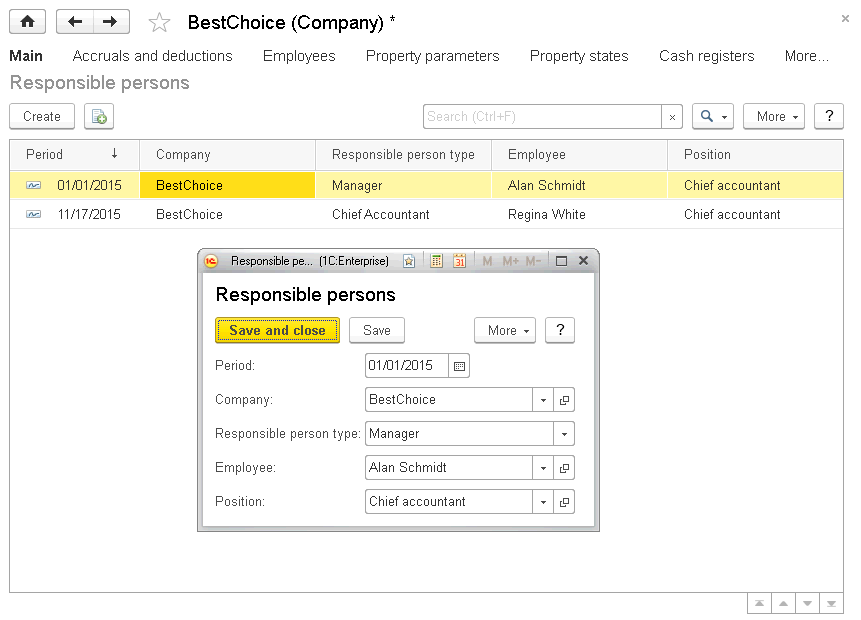 BestChoice (Company) *
Main Accruals and deductions Employees Property parameters Property states Cash registers More...
Responsible persons
Create Search (Ctrl+F) × More ?
Period ↓ Company Responsible person type Employee Position
01/01/2015 BestChoice Manager Alan Schmidt Chief accountant
11/17/2015 BestChoice Chief Accountant Regina White Chief accountant
1C Responsible pe... (1C:Enterprise) 31 M M+ M-
Responsible persons
Save and close Save More ?
Period: 01/01/2015
Company: BestChoice
Responsible person type: Manager
Employee: Alan Schmidt
Position: Chief accountant